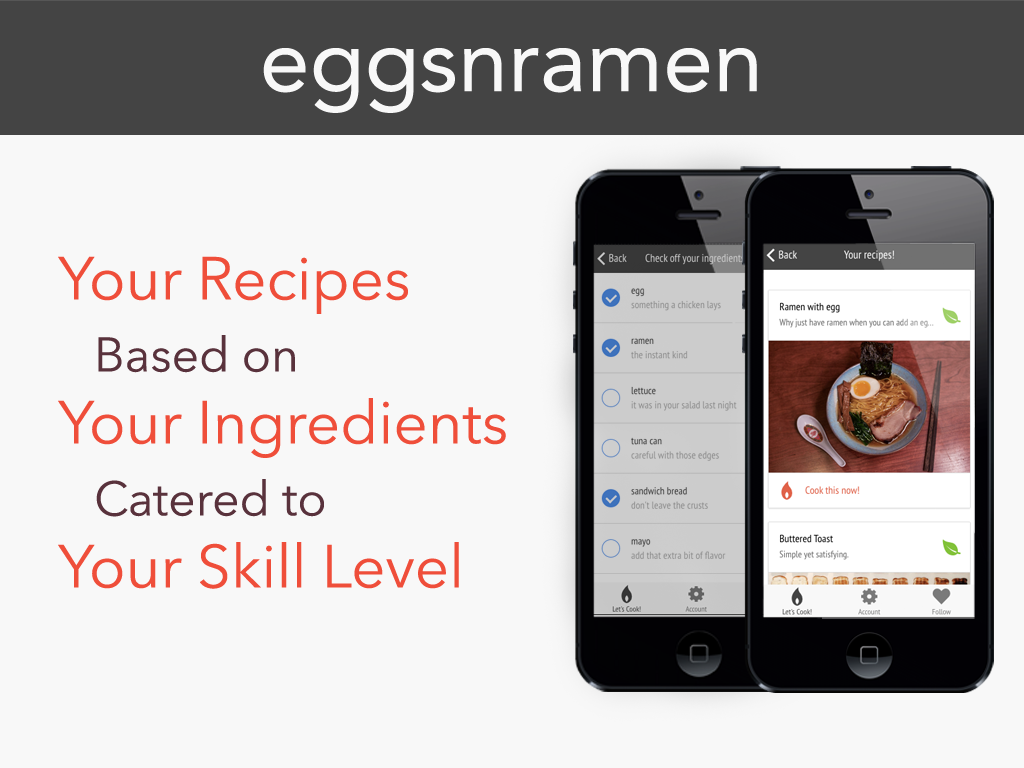 eggsnramen
Your Recipes
Based on
Your Ingredients
Catered to
Your Skill Level
Back
Check off your ingredients
egg
something a chicken lays
ramen
the instant kind
lettuce
it was in your salad last night
tuna can
careful with those edges
sandwich bread
don't leave the crusts
mayo
add that extra bit of flavor
Let's Cook!
Account
Back
Your recipes!
Ramen with egg
Why just have ramen when you can add an eg...
Cook this now!
Buttered Toast
Simple yet satisfying.
Let's Cook!
Account
Follow